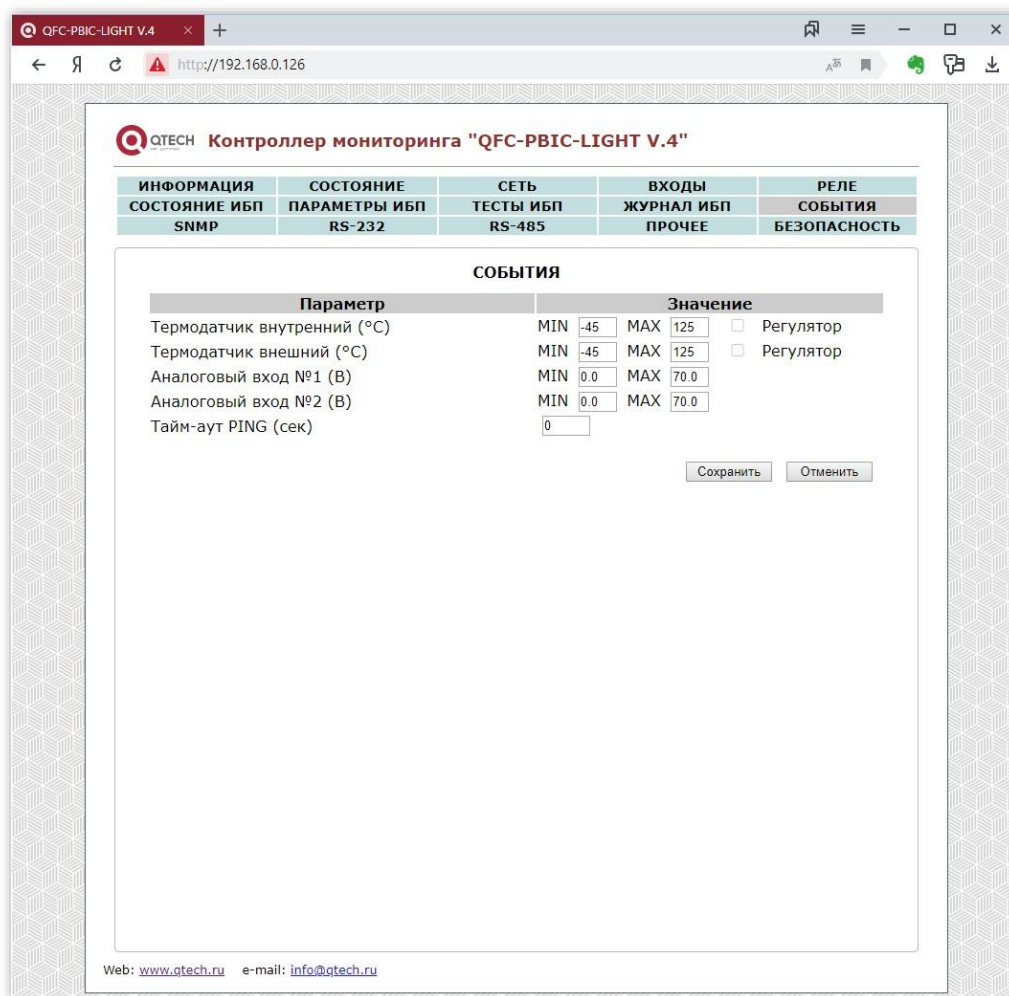 QFC-PBIC-LIGHT V.4
Я http://192.168.0.126
QTECH Контроллер мониторинга "QFC-PBIC-LIGHT V.4"
ИНФОРМАЦИЯ СОСТОЯНИЕ СЕТЬ ВХОДЫ РЕЛЕ
СОСТОЯНИЕ ИБП ПАРАМЕТРЫ ИБП ТЕСТЫ ИБП ЖУРНАЛ ИБП СОБЫТИЯ
SNMP RS-232 RS-485 ПРОЧЕЕ БЕЗОПАСНОСТЬ
СОБЫТИЯ
Параметр Значение
Термодатчик внутренний (°C) MIN -45 MAX 125 Регулятор
Термодатчик внешний (°C) MIN -45 MAX 125 Регулятор
Аналоговый вход №1 (В) MIN 0.0 MAX 70.0
Аналоговый вход №2 (В) MIN 0.0 MAX 70.0
Тайм-аут PING (сек) 0
Сохранить Отменить
Web: www.qtech.ru e-mail: info@qtech.ru